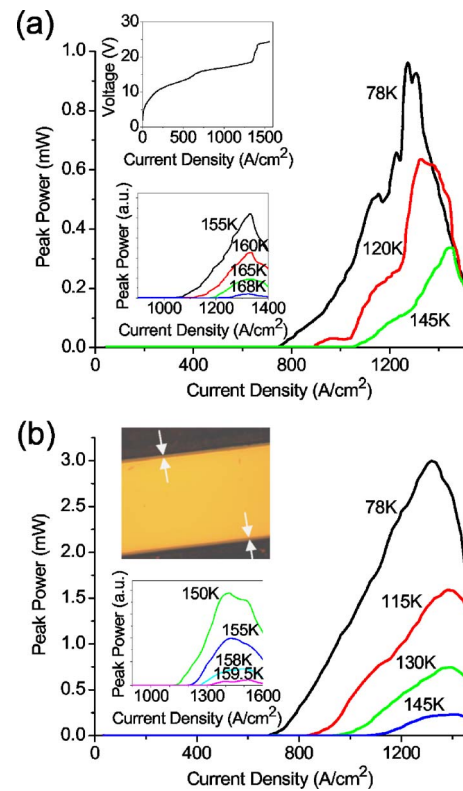 (a)
Voltage (V)
30
20
10
0
0
500
1000
1500
Current Density (A/cm²)
Peak Power (a.u.)
155K
160K
165K
168K
1000
1200
1400
Current Density (A/cm²)
Peak Power (mW)
1.0
0.8
0.6
0.4
0.2
0.0
78K
120K
145K
0
400
800
1200
Current Density (A/cm²)
(b)
Peak Power (a.u.)
150K
155K
158K
159.5K
1000
1300
1600
Current Density (A/cm²)
Peak Power (mW)
3.0
2.5
2.0
1.5
1.0
0.5
0.0
78K
115K
130K
145K
0
400
800
1200
Current Density (A/cm²)